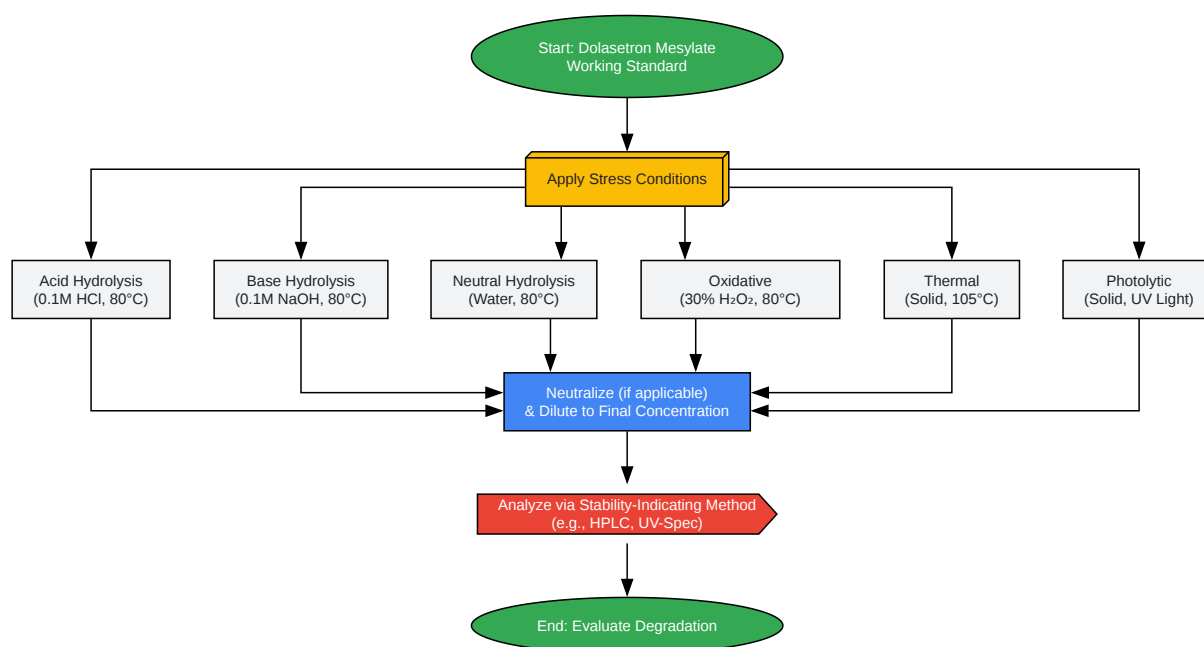 Start: Dolasetron Mesylate
Working Standard
Apply Stress Conditions
Acid Hydrolysis
(0.1M HCl, 80°C)
Base Hydrolysis
(0.1M NaOH, 80°C)
Neutral Hydrolysis
(Water, 80°C)
Oxidative
(30% H₂O₂, 80°C)
Thermal
(Solid, 105°C)
Photolytic
(Solid, UV Light)
Neutralize (if applicable)
& Dilute to Final Concentration
Analyze via Stability-Indicating Method
(e.g., HPLC, UV-Spec)
End: Evaluate Degradation